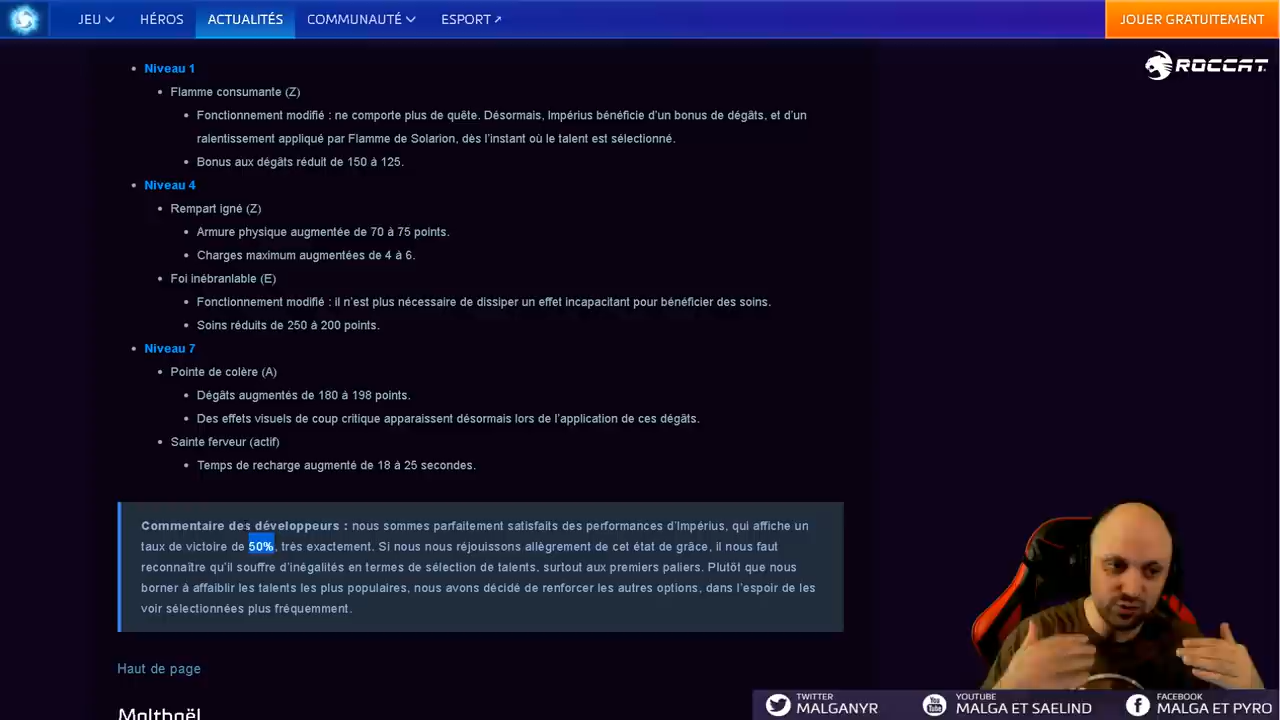 JEU HÉROS ACTUALITÉS COMMUNAUTÉ ESPORT JOUER GRATUITEMENT
ROCCAT
Niveau 1
Flamme consumante (Z)
Fonctionnement modifié : ne comporte plus de quête. Désormais, Impérius bénéficie d'un bonus de dégâts, et d'un
ralentissement appliqué par Flamme de Solarion, dès l'instant où le talent est sélectionné.
Bonus aux dégâts réduit de 150 à 125.
Niveau 4
Rempart igné (Z)
Armure physique augmentée de 70 à 75 points.
Charges maximum augmentées de 4 à 6.
Foi inébranlable (E)
Fonctionnement modifié : il n'est plus nécessaire de dissiper un effet incapacitant pour bénéficier des soins.
Soins réduits de 250 à 200 points.
Niveau 7
Pointe de colère (A)
Dégâts augmentés de 180 à 198 points.
Des effets visuels de coup critique apparaissent désormais lors de l'application de ces dégâts.
Sainte ferveur (actif)
Temps de recharge augmenté de 18 à 25 secondes.
Commentaire des développeurs : nous sommes parfaitement satisfaits des performances d'Impérius, qui affiche un
taux de victoire de 50%, très exactement. Si nous nous réjouissons allègrement de cet état de grâce, il nous faut
reconnaître qu'il souffre d'inégalités en termes de sélection de talents, surtout aux premiers paliers. Plutôt que nous
borner à affaiblir les talents les plus populaires, nous avons décidé de renforcer les autres options, dans l'espoir de les
voir sélectionnées plus fréquemment.
Haut de page
Malthaël
TWITTER
MALGANYR
YOUTUBE
MALGA ET SAELIND
FACEBOOK
MALGA ET PYRO